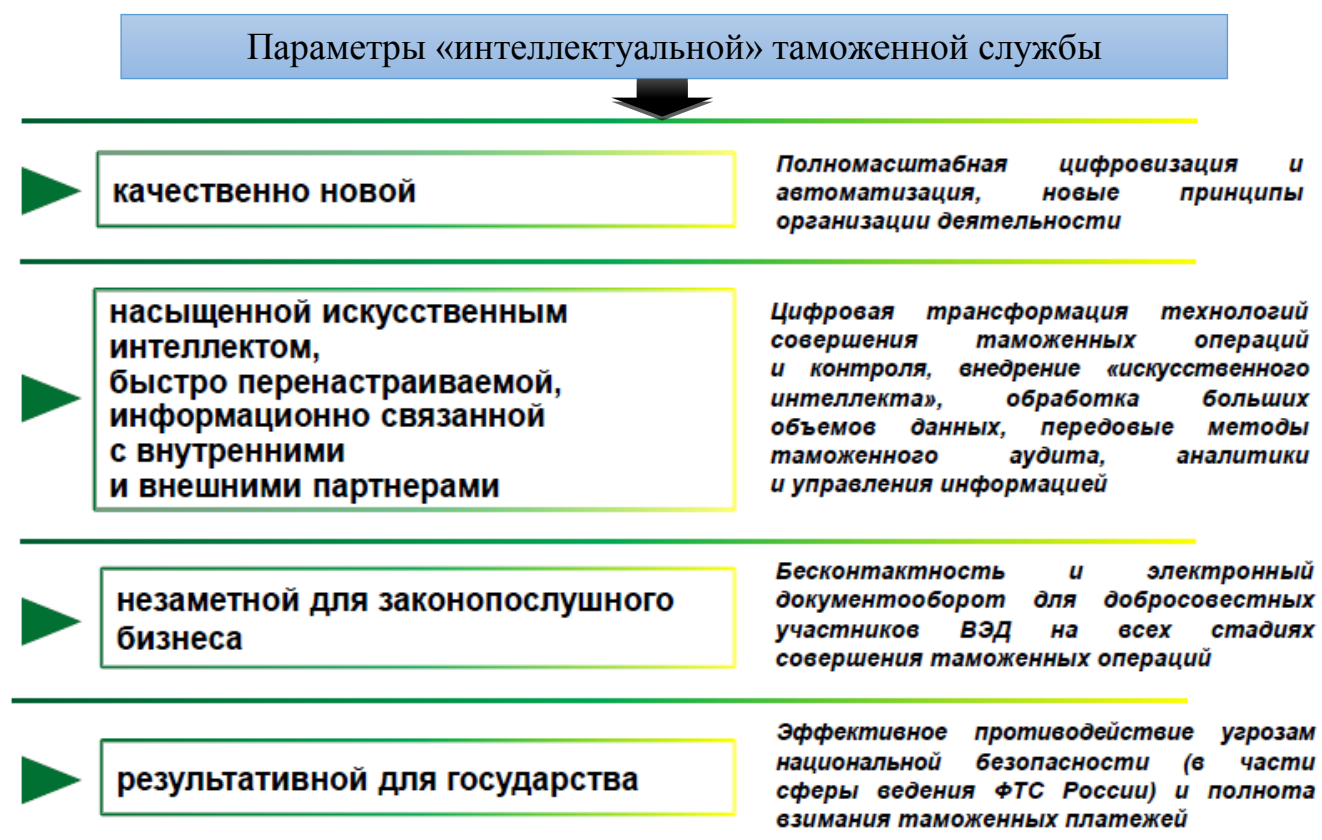 Параметры «интеллектуальной» таможенной службы
качественно новой
Полномасштабная цифровизация и
автоматизация, новые принципы
организации деятельности
насыщенной искусственным
интеллектом,
быстро перенастраиваемой,
информационно связанной
с внутренними
и внешними партнерами
Цифровая трансформация технологий
совершения таможенных операций
и контроля, внедрение «искусственного
интеллекта», обработка больших
объемов данных, передовые методы
таможенного аудита, аналитики
и управления информацией
незаметной для законопослушного
бизнеса
Бесконтактность и электронный
документооборот для добросовестных
участников ВЭД на всех стадиях
совершения таможенных операций
результативной для государства
Эффективное противодействие угрозам
национальной безопасности (в части
сферы ведения ФТС России) и полнота
взимания таможенных платежей